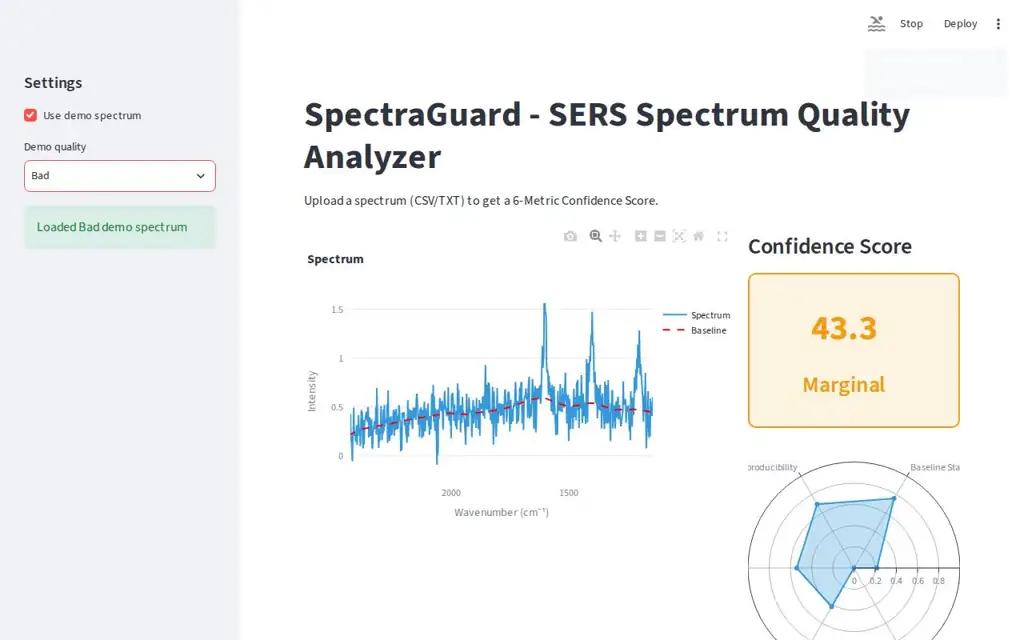 Stop Deploy
Settings
Use demo spectrum
Demo quality
Bad
Loaded Bad demo spectrum
SpectraGuard - SERS Spectrum Quality
Analyzer
Upload a spectrum (CSV/TXT) to get a 6-Metric Confidence Score.
Spectrum
1.5
1
0.5
0
Intensity
2000 1500
Wavenumber (cm⁻¹)
Spectrum
Baseline
Confidence Score
43.3
Marginal
producibility
Baseline Sta
0 0.2 0.4 0.6 0.8